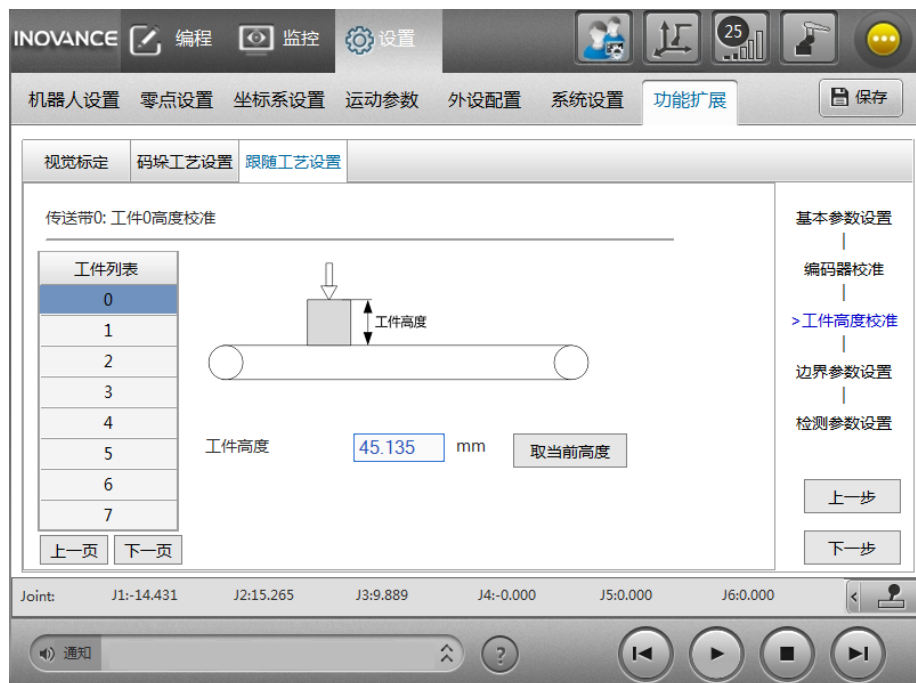 INOVANCE 编程 监控 设置 25
机器人设置 零点设置 坐标系设置 运动参数 外设配置 系统设置 功能扩展 保存
视觉标定 码垛工艺设置 跟随工艺设置
传送带0: 工件0高度校准
工件列表
0
1
2
3
4
5
6
7
上一页 下一页
工件高度
工件高度 45.135 mm 取当前高度
基本参数设置
编码器校准
>工件高度校准
边界参数设置
检测参数设置
上一步
下一步
Joint: J1:-14.431 J2:15.265 J3:9.889 J4:-0.000 J5:0.000 J6:0.000 <
通知 ?